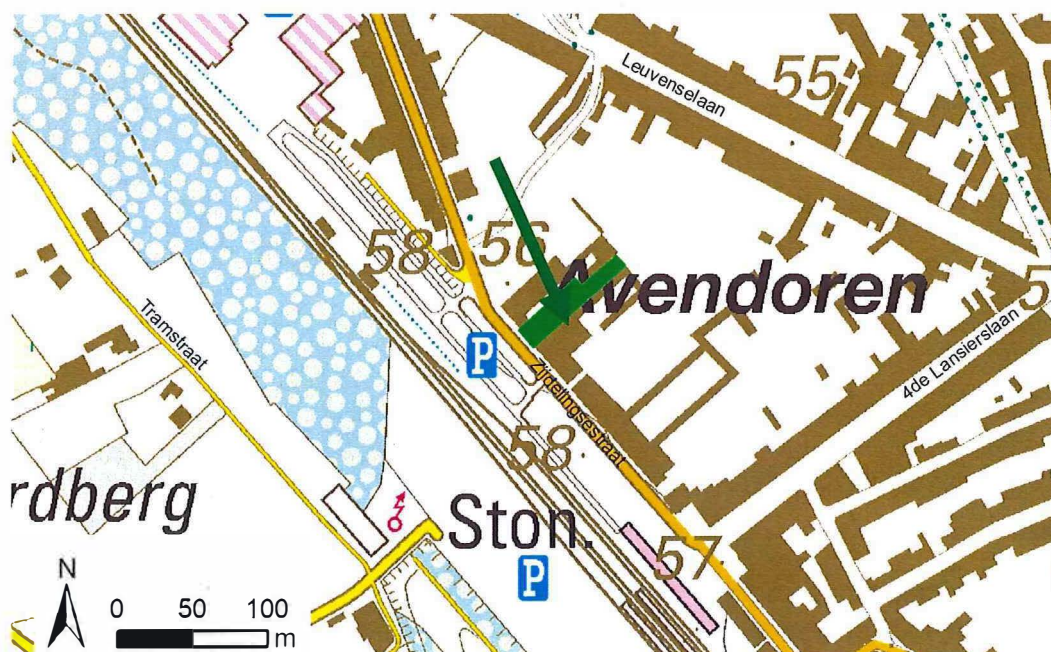 Leuvenselaan
55
56
58
Avendoren
5
Tramstraat
P
4de Lansierslaan
Zijdelingsestraat
58
rdberg
Ston.
57
P
N
0 50 100
m